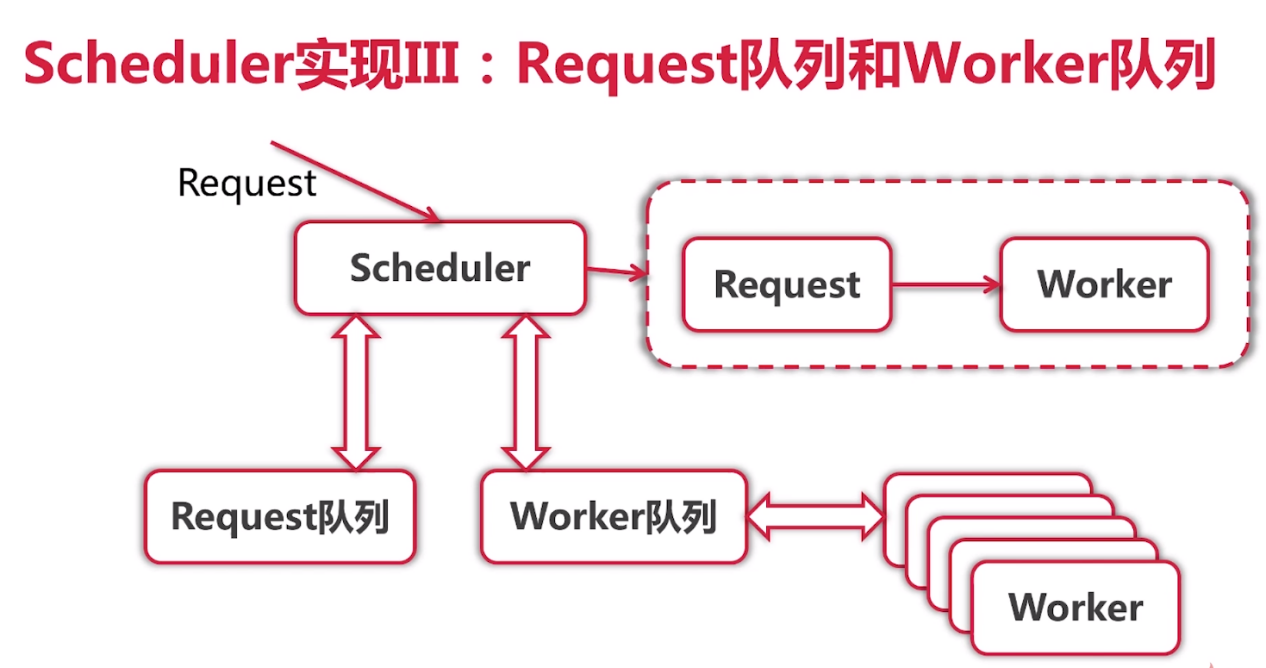 Scheduler实现III：Request队列和Worker队列
Request
Scheduler
Request
Worker
Request队列
Worker队列
Worker